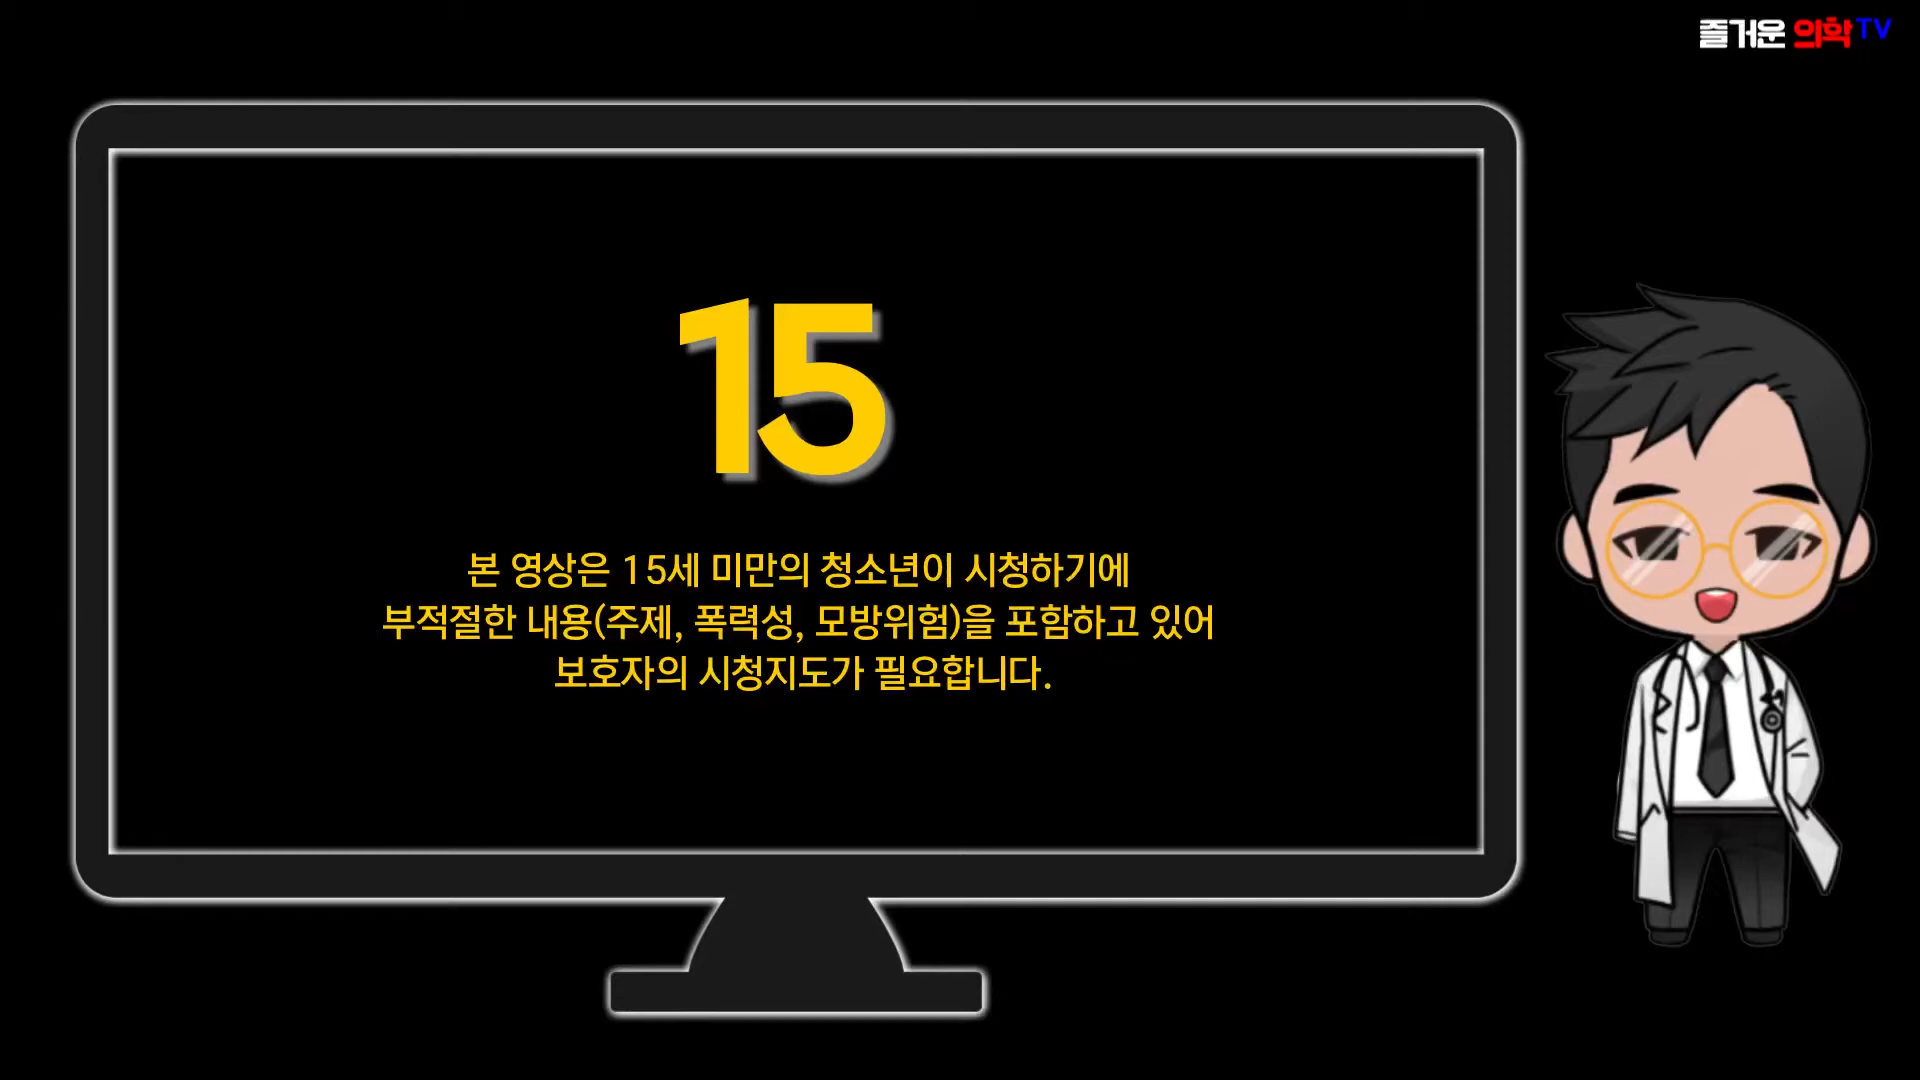 즐거운 의학TV
15
본 영상은 15세 미만의 청소년이 시청하기에
부적절한 내용(주제, 폭력성, 모방위험)을 포함하고 있어
보호자의 시청지도가 필요합니다.